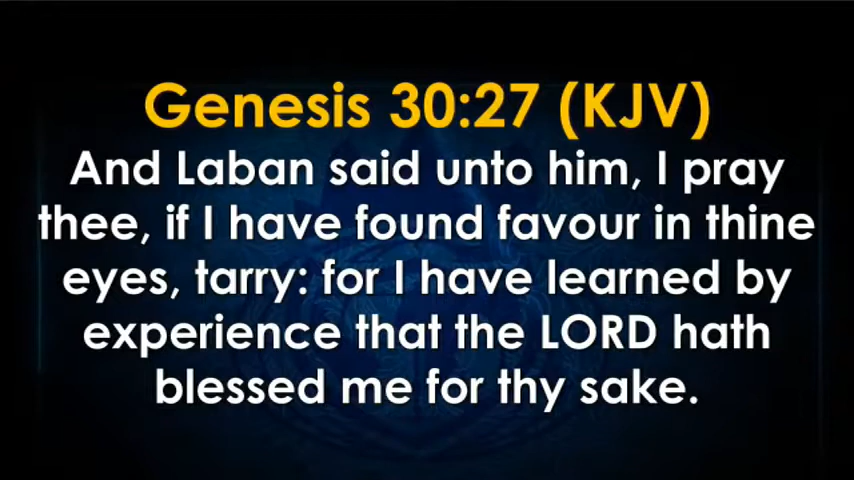 Genesis 30:27 (KJV)
And Laban said unto him, I pray
thee, if I have found favour in thine
eyes, tarry: for I have learned by
experience that the LORD hath
blessed me for thy sake.